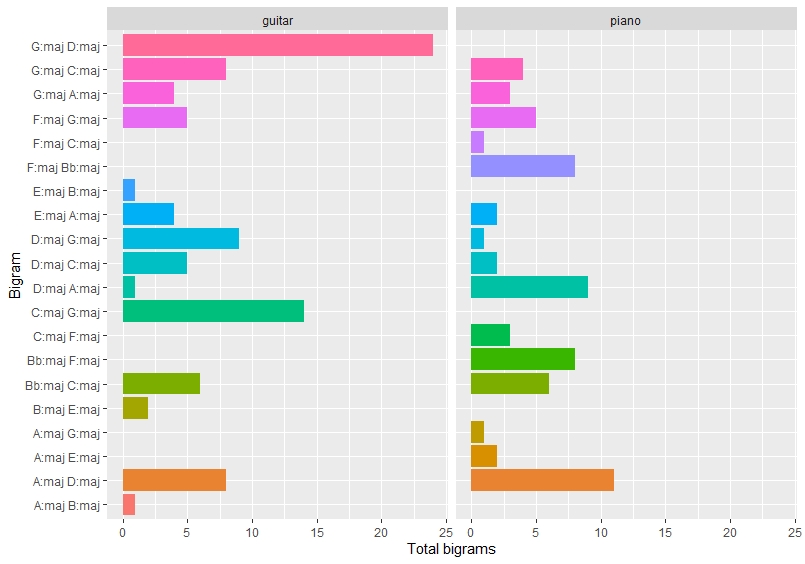 guitar piano
G:maj D:maj
G:maj C:maj
G:maj A:maj
F:maj G:maj
F:maj C:maj
F:maj Bb:maj
E:maj B:maj
E:maj A:maj
D:maj G:maj
D:maj C:maj
D:maj A:maj
C:maj G:maj
C:maj F:maj
Bb:maj F:maj
Bb:maj C:maj
B:maj E:maj
A:maj G:maj
A:maj E:maj
A:maj D:maj
A:maj B:maj
Bigram
0 5 10 15 20 25 0 5 10 15 20 25
Total bigrams